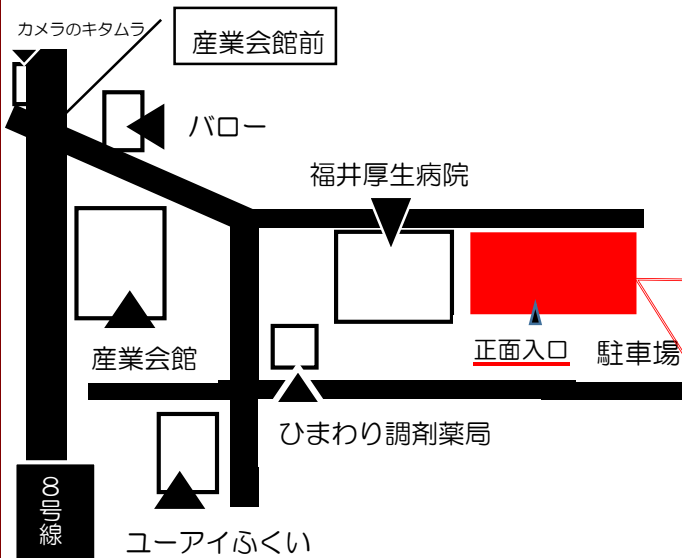 カメラのキタムラ
産業会館前
バロー
福井厚生病院
産業会館
正面入口
駐車場
ひまわり調剤薬局
8号線
ユーアイふくい